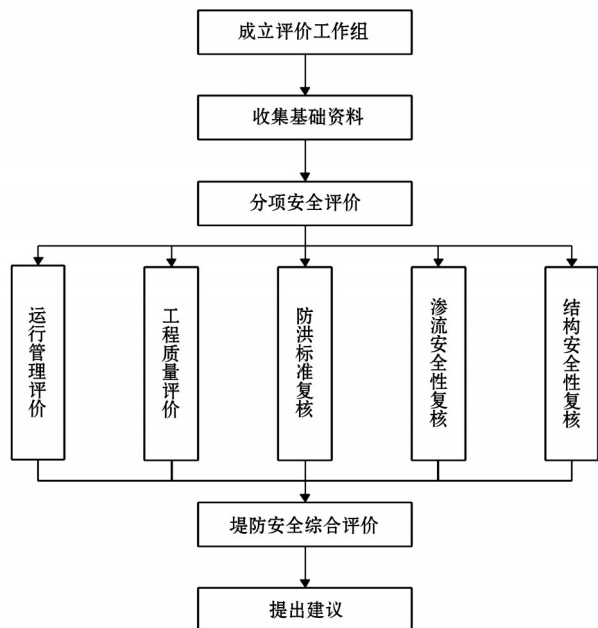 成立评价工作组
收集基础资料
分项安全评价
运行管理评价
工程质量评价
防洪标准复核
渗流安全性复核
结构安全性复核
堤防安全综合评价
提出建议